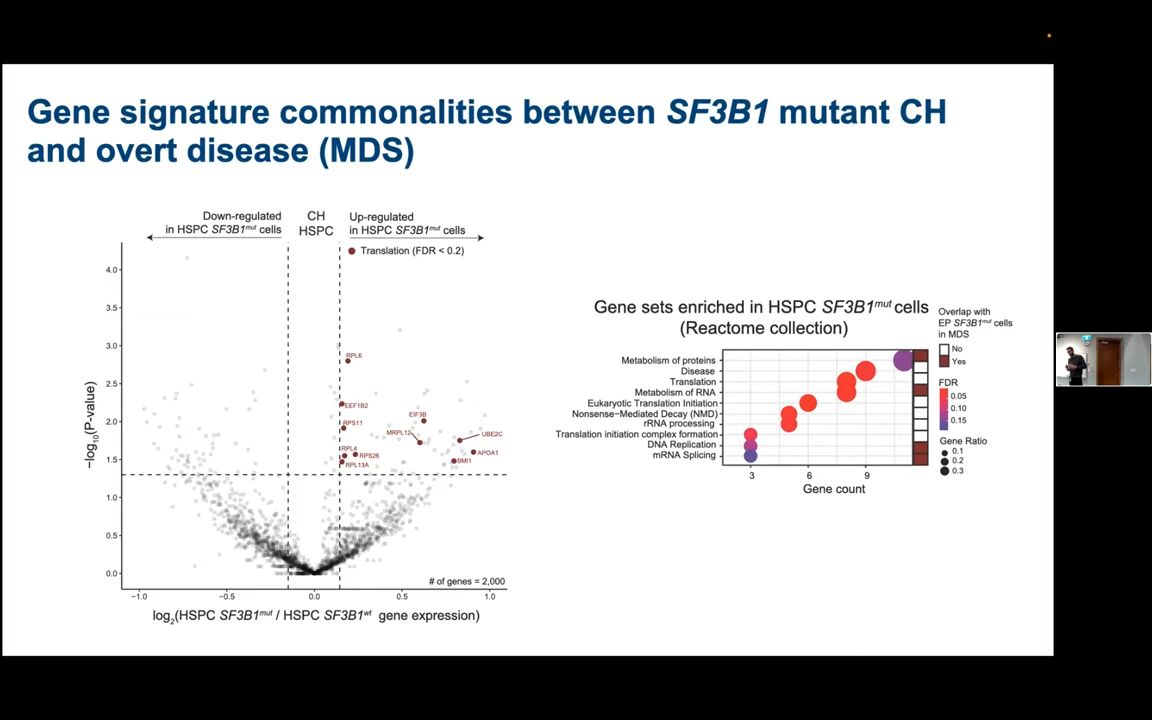 Gene signature commonalities between SF3B1 mutant CH
and overt disease (MDS)
Down-regulated
in HSPC SF3B1mut cells
CH
HSPC
Up-regulated
in HSPC SF3B1mut cells
Translation (FDR < 0.2)
−log10(P-value)
4.0
3.5
3.0
2.5
2.0
1.5
1.0
0.5
0.0
RPL6
EEF1B2
RPS11
EIF3B
MRPL12
UBE2C
RPL4
RPS26
APOA1
RPL13A
BMI1
# of genes = 2,000
−1.0
−0.5
0.0
0.5
1.0
log2(HSPC SF3B1mut / HSPC SF3B1wt gene expression)
Gene sets enriched in HSPC SF3B1mut cells
(Reactome collection)
Metabolism of proteins
Disease
Translation
Metabolism of RNA
Eukaryotic Translation Initiation
Nonsense−Mediated Decay (NMD)
rRNA processing
Translation initiation complex formation
DNA Replication
mRNA Splicing
3
6
9
Gene count
Overlap with
EP SF3B1mut cells
in MDS
No
Yes
FDR
0.05
0.10
0.15
Gene Ratio
0.1
0.2
0.3